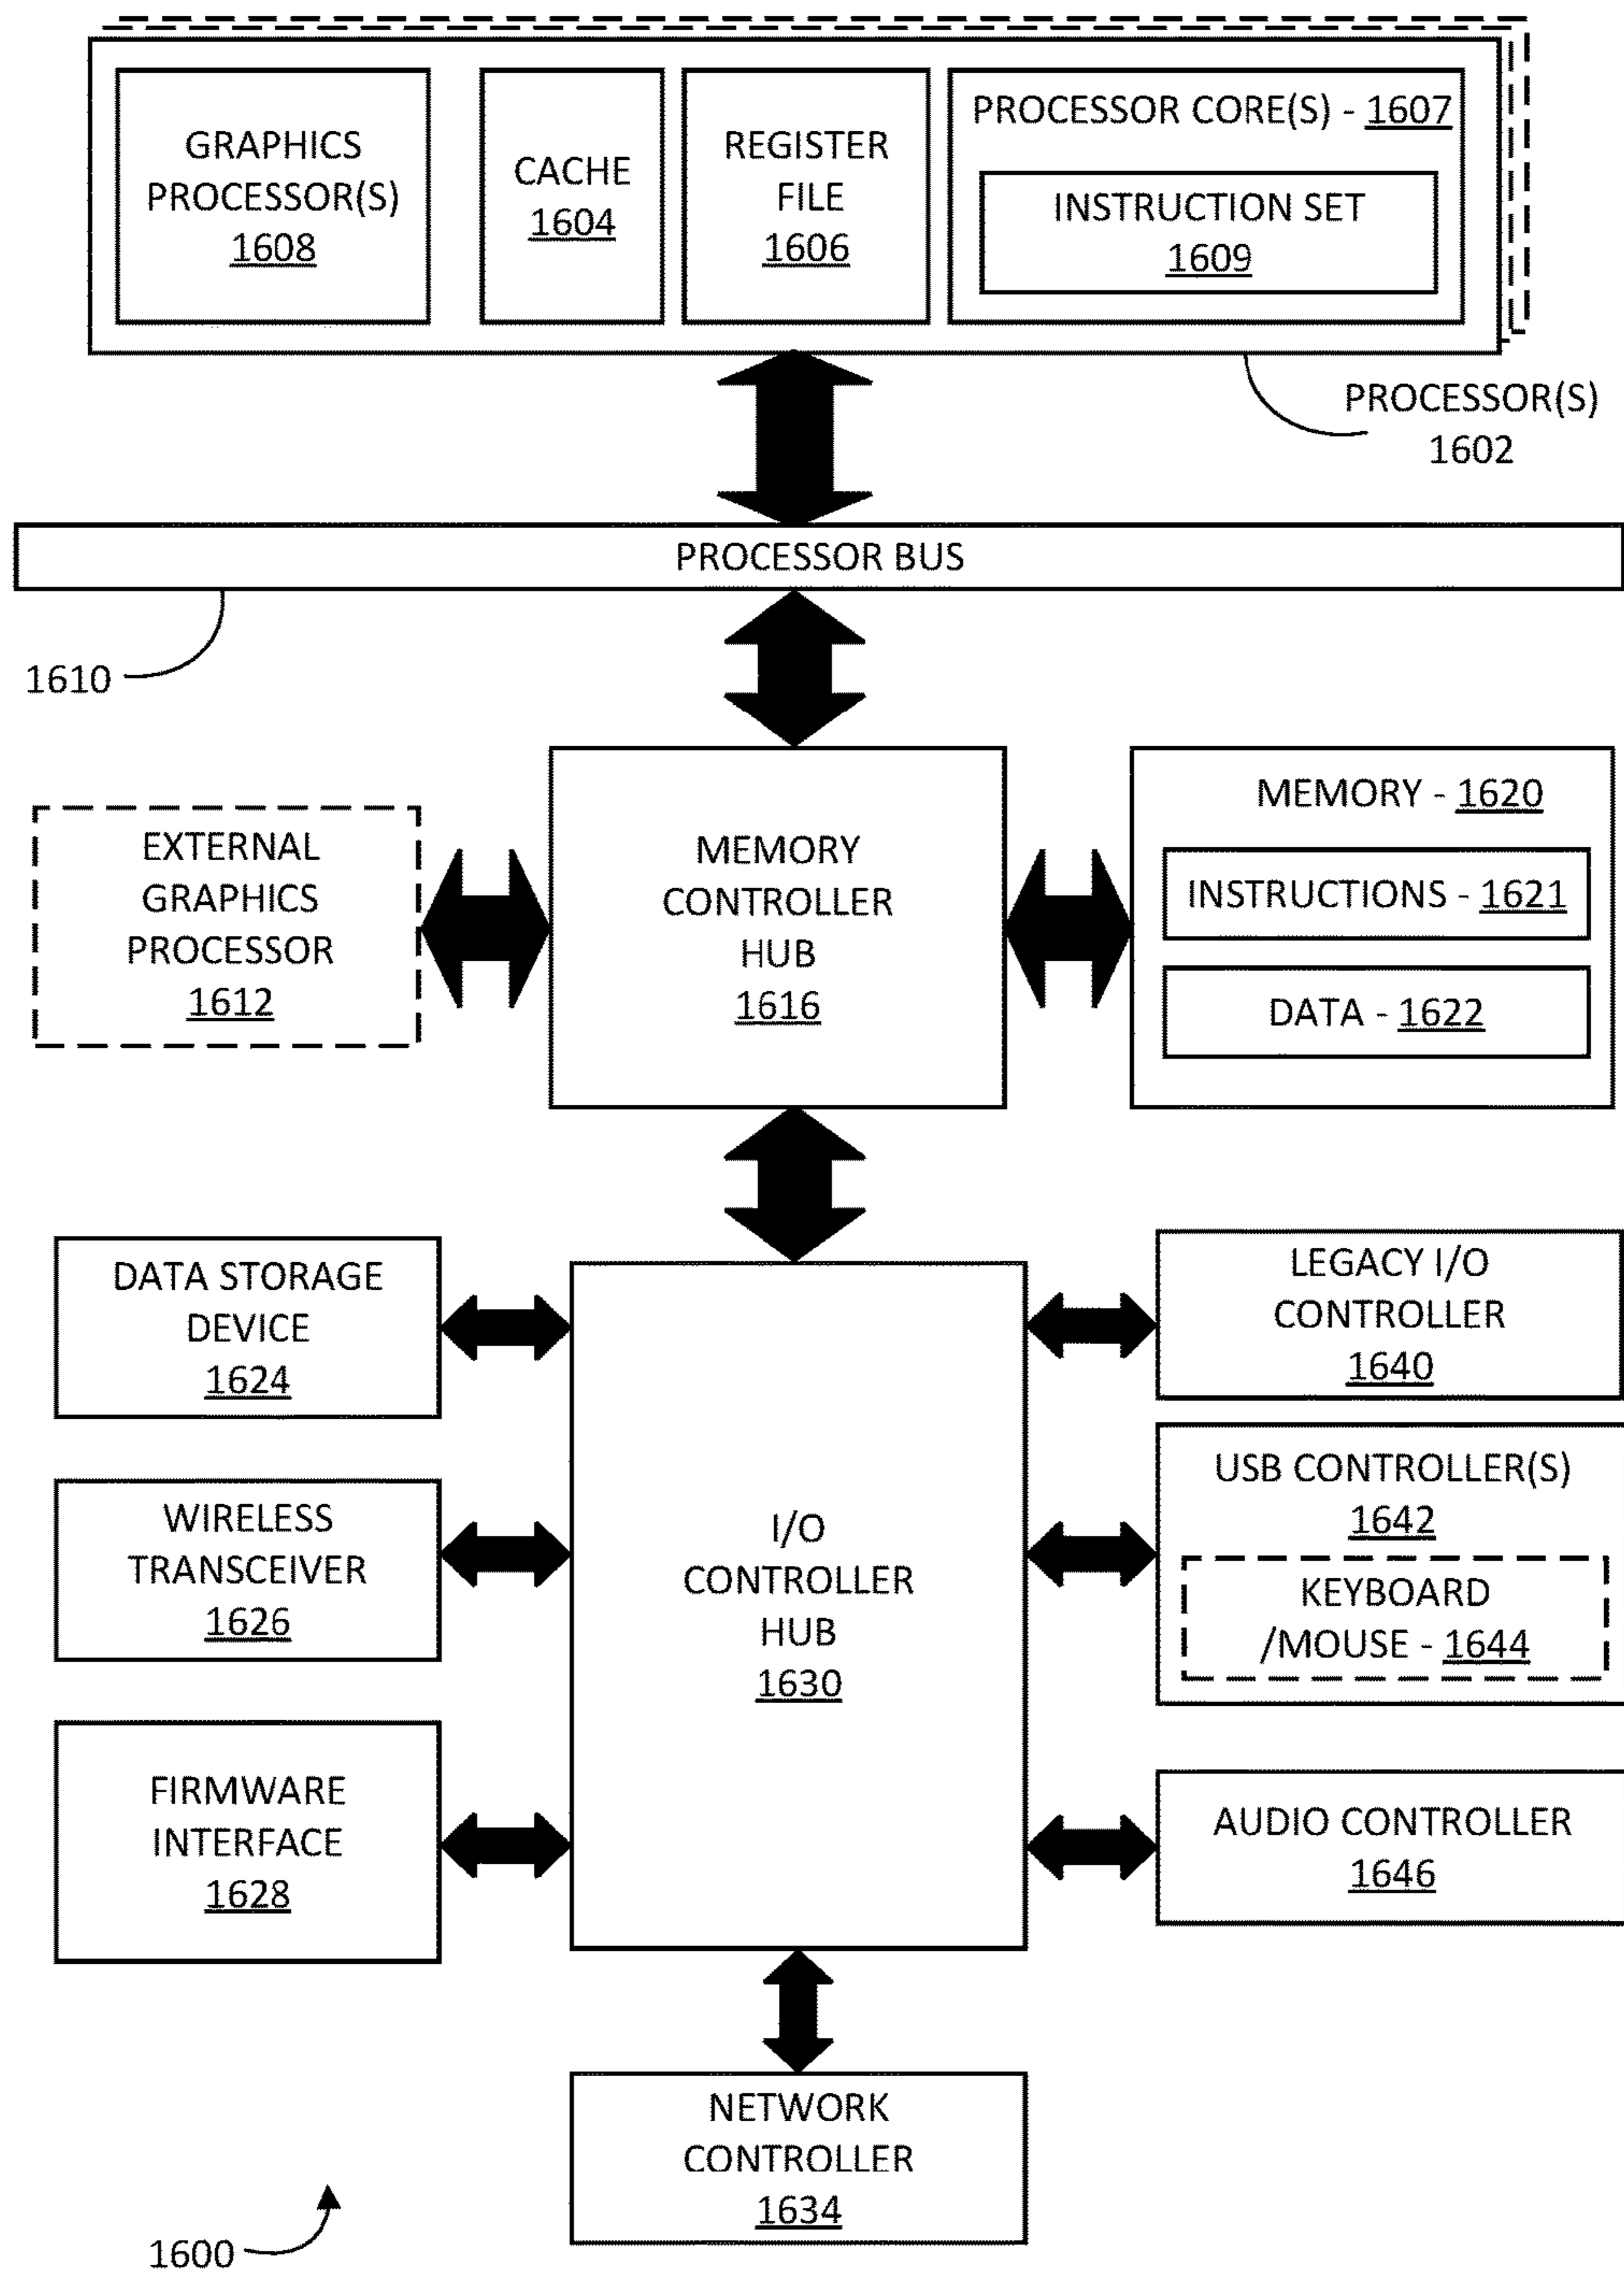 GRAPHICS
PROCESSOR(S)
1608
CACHE
1604
REGISTER
FILE
1606
PROCESSOR CORE(S) - 1607
INSTRUCTION SET
1609
PROCESSOR(S)
1602
PROCESSOR BUS
1610
EXTERNAL
GRAPHICS
PROCESSOR
1612
MEMORY
CONTROLLER
HUB
1616
MEMORY - 1620
INSTRUCTIONS - 1621
DATA - 1622
DATA STORAGE
DEVICE
1624
WIRELESS
TRANSCEIVER
1626
FIRMWARE
INTERFACE
1628
I/O
CONTROLLER
HUB
1630
LEGACY I/O
CONTROLLER
1640
USB CONTROLLER(S)
1642
KEYBOARD
/MOUSE - 1644
AUDIO CONTROLLER
1646
NETWORK
CONTROLLER
1634
1600